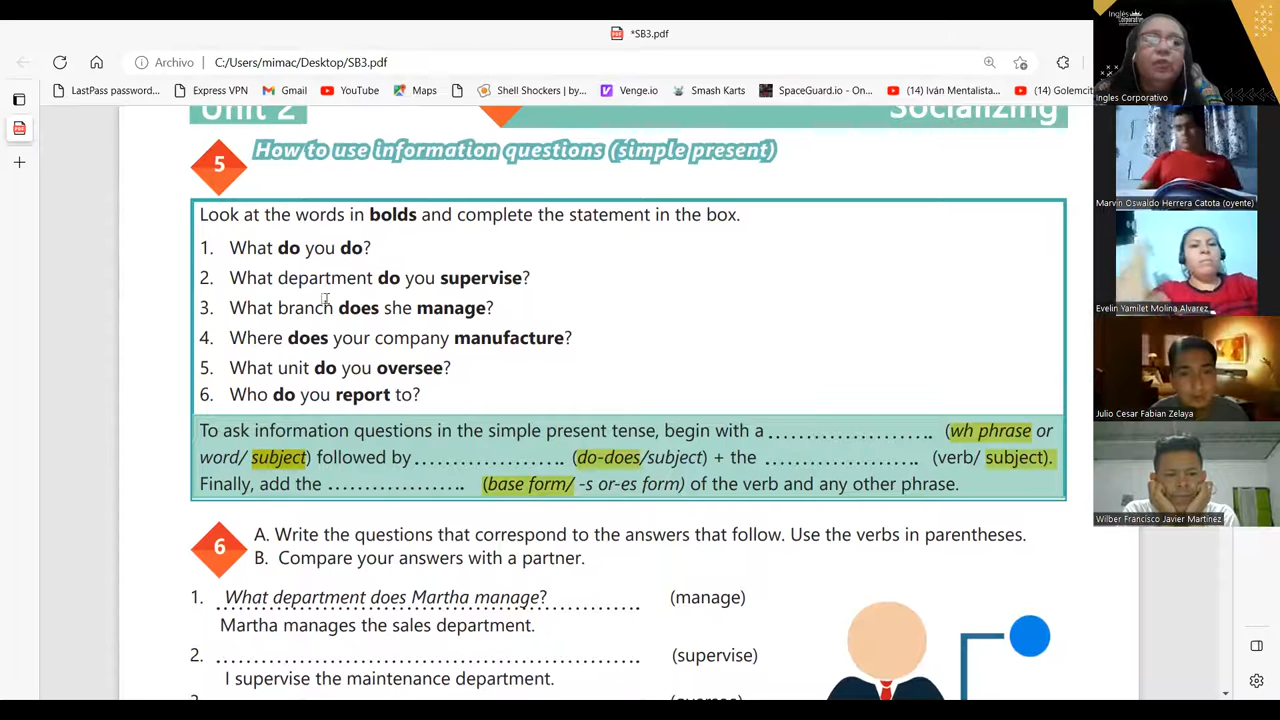 *SB3.pdf
Archivo
C:/Users/mimac/Desktop/SB3.pdf
LastPass password...
Express VPN
Gmail
YouTube
Maps
Shell Shockers | by...
Venge.io
Smash Karts
SpaceGuard.io - On...
(14) Iván Mentalista...
(14) Golemcit
Unit 2
Socializing
5
How to use information questions (simple present)
Look at the words in bolds and complete the statement in the box.
1. What do you do?
2. What department do you supervise?
3. What branch does she manage?
4. Where does your company manufacture?
5. What unit do you oversee?
6. Who do you report to?
To ask information questions in the simple present tense, begin with a ...................... (wh phrase or
word/ subject) followed by ...................... (do-does/subject) + the ...................... (verb/ subject).
Finally, add the ................... (base form/ -s or-es form) of the verb and any other phrase.
6
A. Write the questions that correspond to the answers that follow. Use the verbs in parentheses.
B. Compare your answers with a partner.
1. What department does Martha manage? (manage)
Martha manages the sales department.
2. ...................................................... (supervise)
I supervise the maintenance department.
Inglés
Corporativo
Ingles Corporativo
Marvin Oswaldo Herrera Catota (oyente)
Evelin Yamilet Molina Alvarez
Julio Cesar Fabian Zelaya
Wilber Francisco Javier Martinez